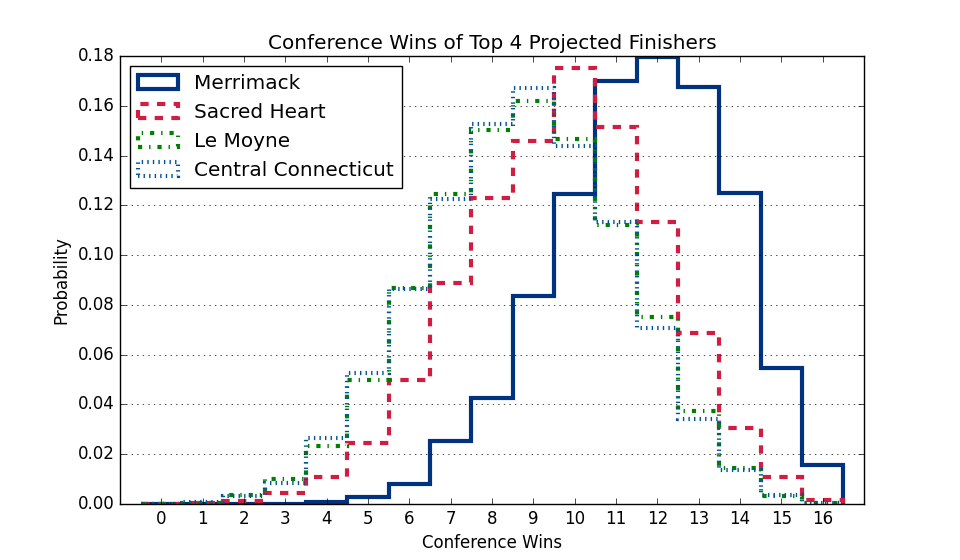 Conference Wins of Top 4 Projected Finishers
0.18
0.16
0.14
0.12
0.10
0.08
0.06
0.04
0.02
0.00
Probability
Merrimack
Sacred Heart
Le Moyne
Central Connecticut
0 1 2 3 4 5 6 7 8 9 10 11 12 13 14 15 16
Conference Wins